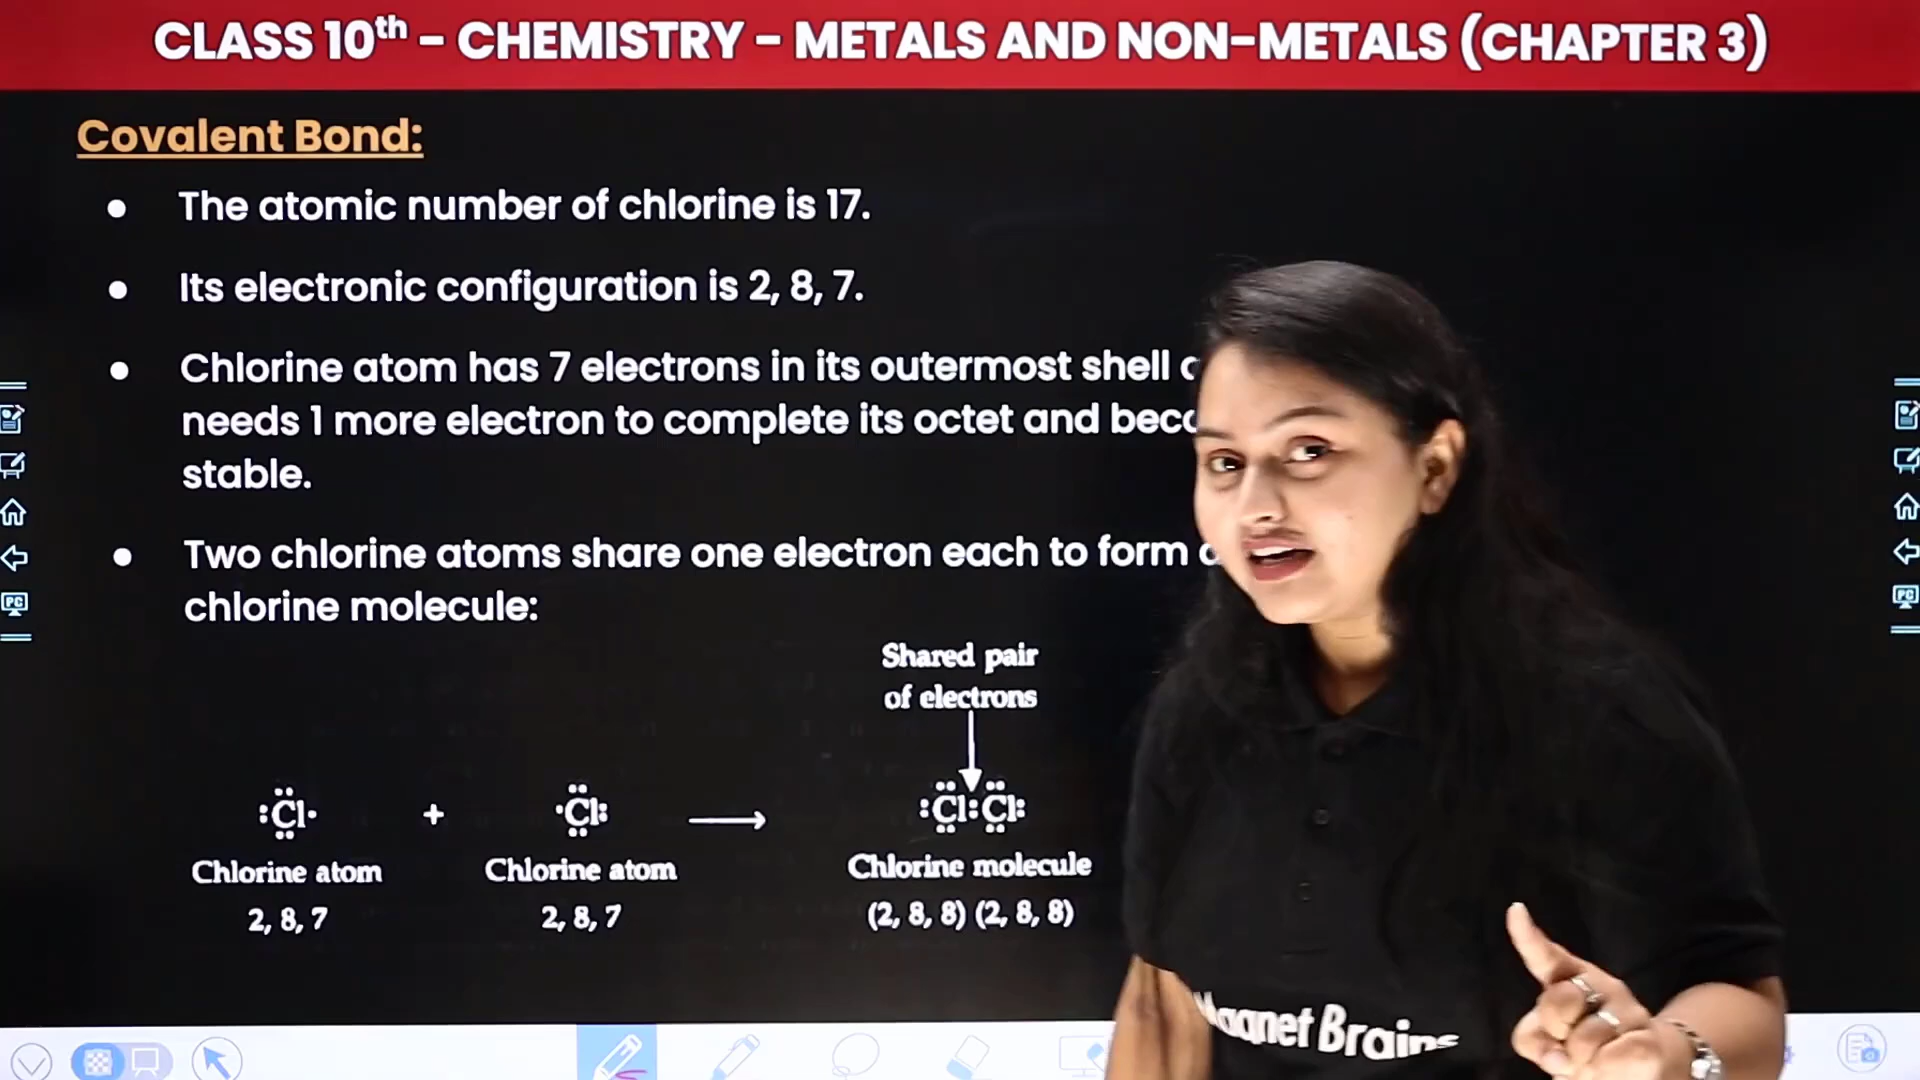 CLASS 10th - CHEMISTRY - METALS AND NON-METALS (CHAPTER 3)
Covalent Bond:
● The atomic number of chlorine is 17.
● Its electronic configuration is 2, 8, 7.
● Chlorine atom has 7 electrons in its outermost shell
needs 1 more electron to complete its octet and
stable.
● Two chlorine atoms share one electron each to form
chlorine molecule:
Shared pair
of electrons
:Cl· + ·Cl: ⟶ :Cl:Cl:
Chlorine atom Chlorine atom Chlorine molecule
2, 8, 7 2, 8, 7 (2, 8, 8) (2, 8, 8)
Magnet Brains
PC
PC